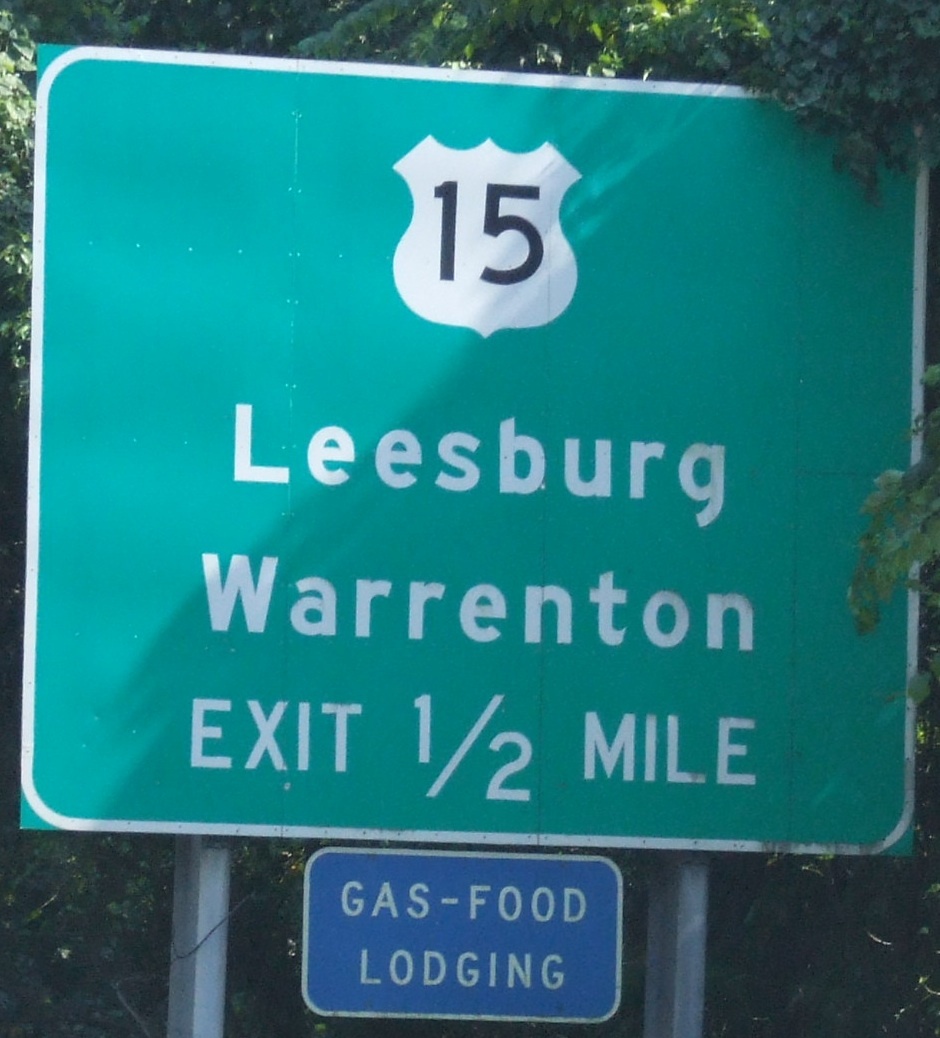 15
Leesburg
Warrenton
EXIT 1/2 MILE
GAS-FOOD
LODGING